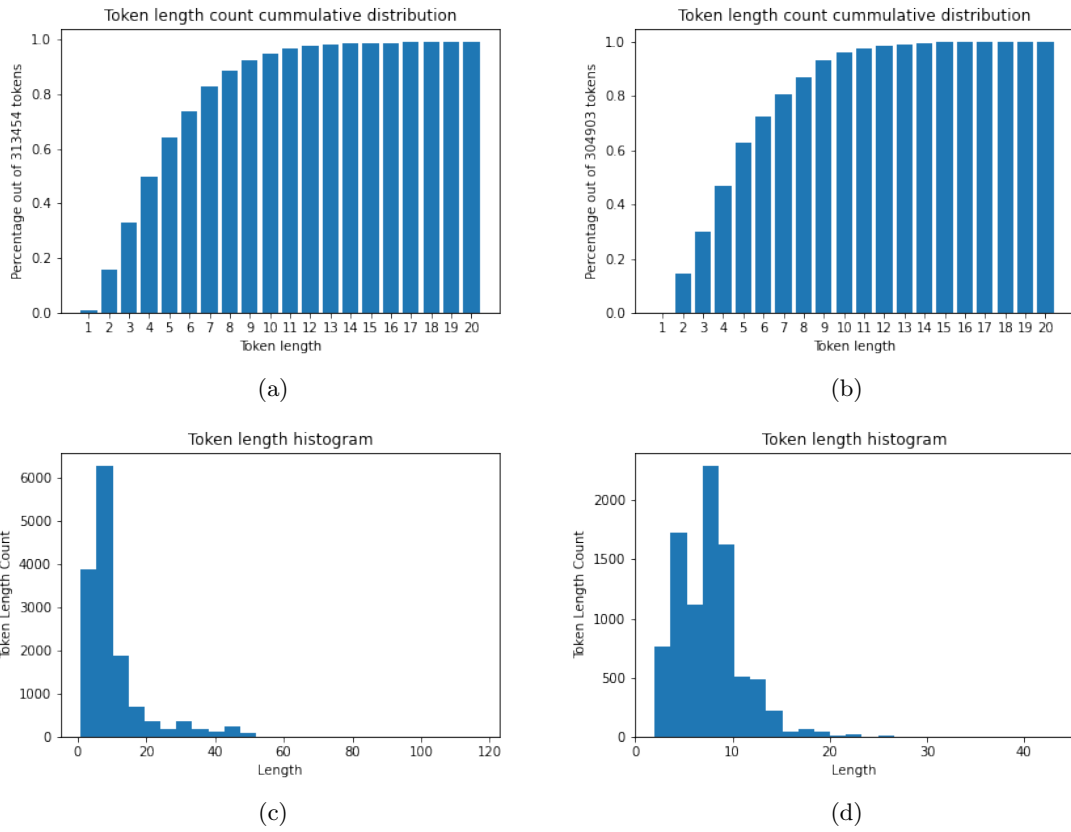 Token length count cummulative distribution
Percentage out of 313454 tokens
1.0
0.8
0.6
0.4
0.2
0.0
1 2 3 4 5 6 7 8 9 10 11 12 13 14 15 16 17 18 19 20
Token length
(a)
Token length count cummulative distribution
Percentage out of 304903 tokens
1.0
0.8
0.6
0.4
0.2
0.0
1 2 3 4 5 6 7 8 9 10 11 12 13 14 15 16 17 18 19 20
Token length
(b)
Token length histogram
Token Length Count
6000
5000
4000
3000
2000
1000
0
0 20 40 60 80 100 120
Length
(c)
Token length histogram
Token Length Count
2000
1500
1000
500
0
0 10 20 30 40
Length
(d)